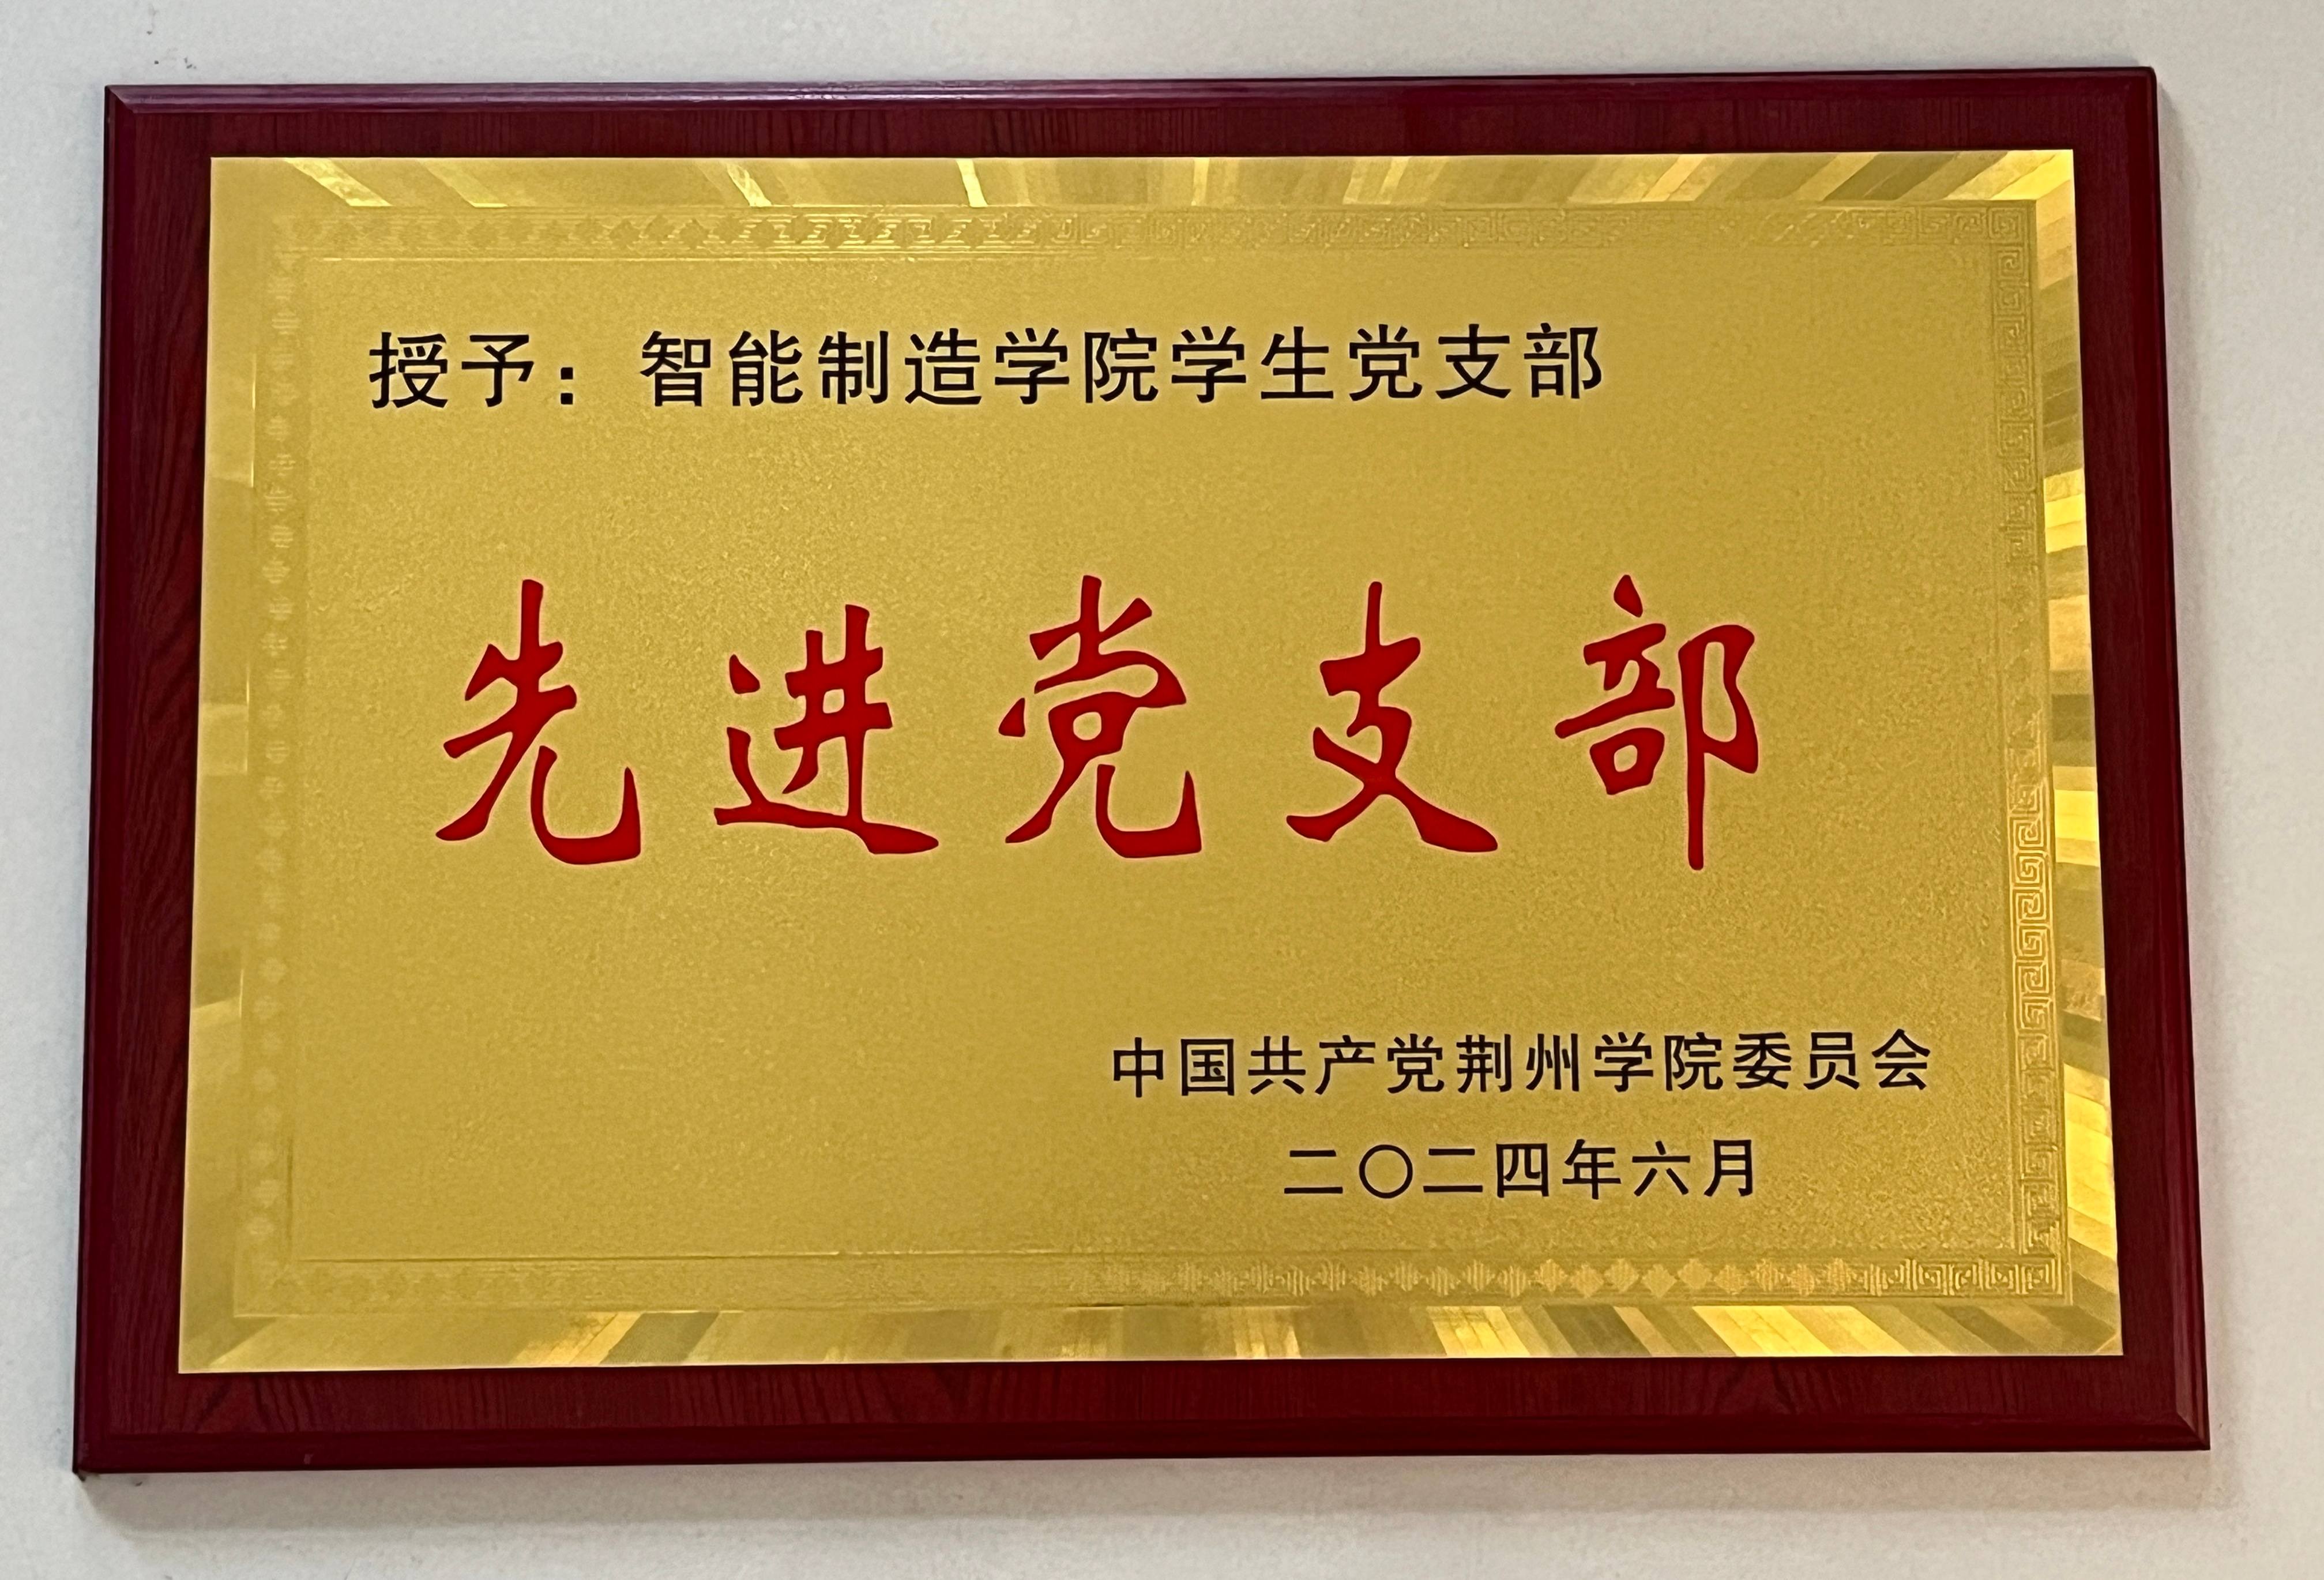 授予：智能制造学院学生党支部
先进党支部
中国共产党荆州学院委员会
二〇二四年六月